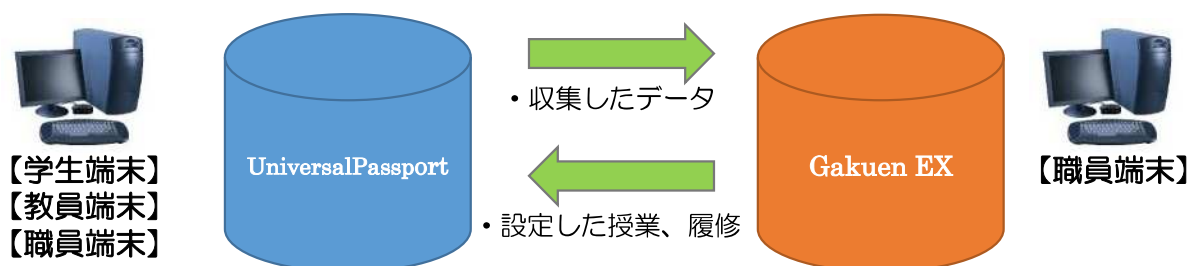 【学生端末】
【教員端末】
【職員端末】
UniversalPassport
・収集したデータ
・設定した授業、履修
Gakuen EX
【職員端末】